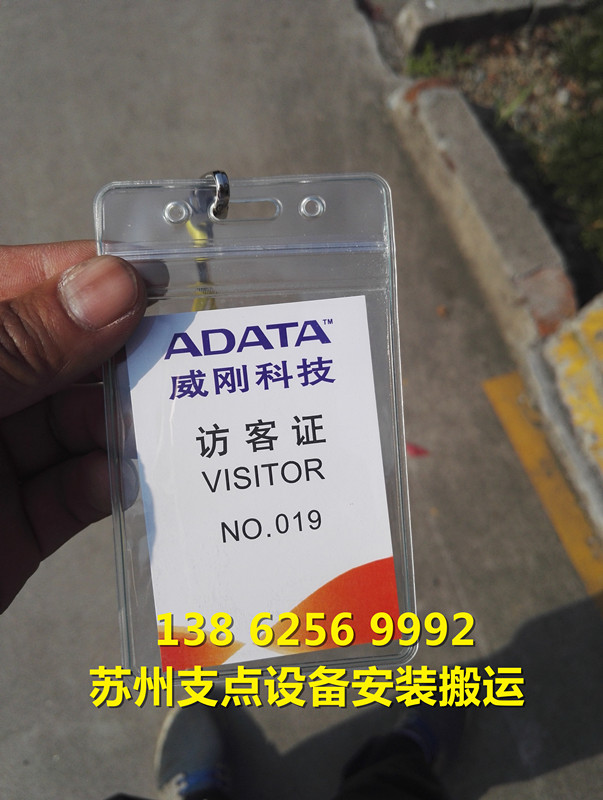 ADATA™
威刚科技
访客证
VISITOR
NO.019
138 6256 9992
苏州支点设备安装搬运